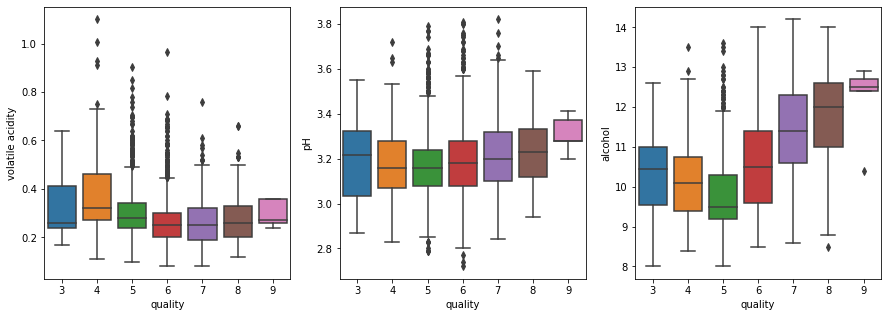 volatile acidity
1.0
0.8
0.6
0.4
0.2
3 4 5 6 7 8 9
quality
pH
3.8
3.6
3.4
3.2
3.0
2.8
3 4 5 6 7 8 9
quality
alcohol
14
13
12
11
10
9
8
3 4 5 6 7 8 9
quality